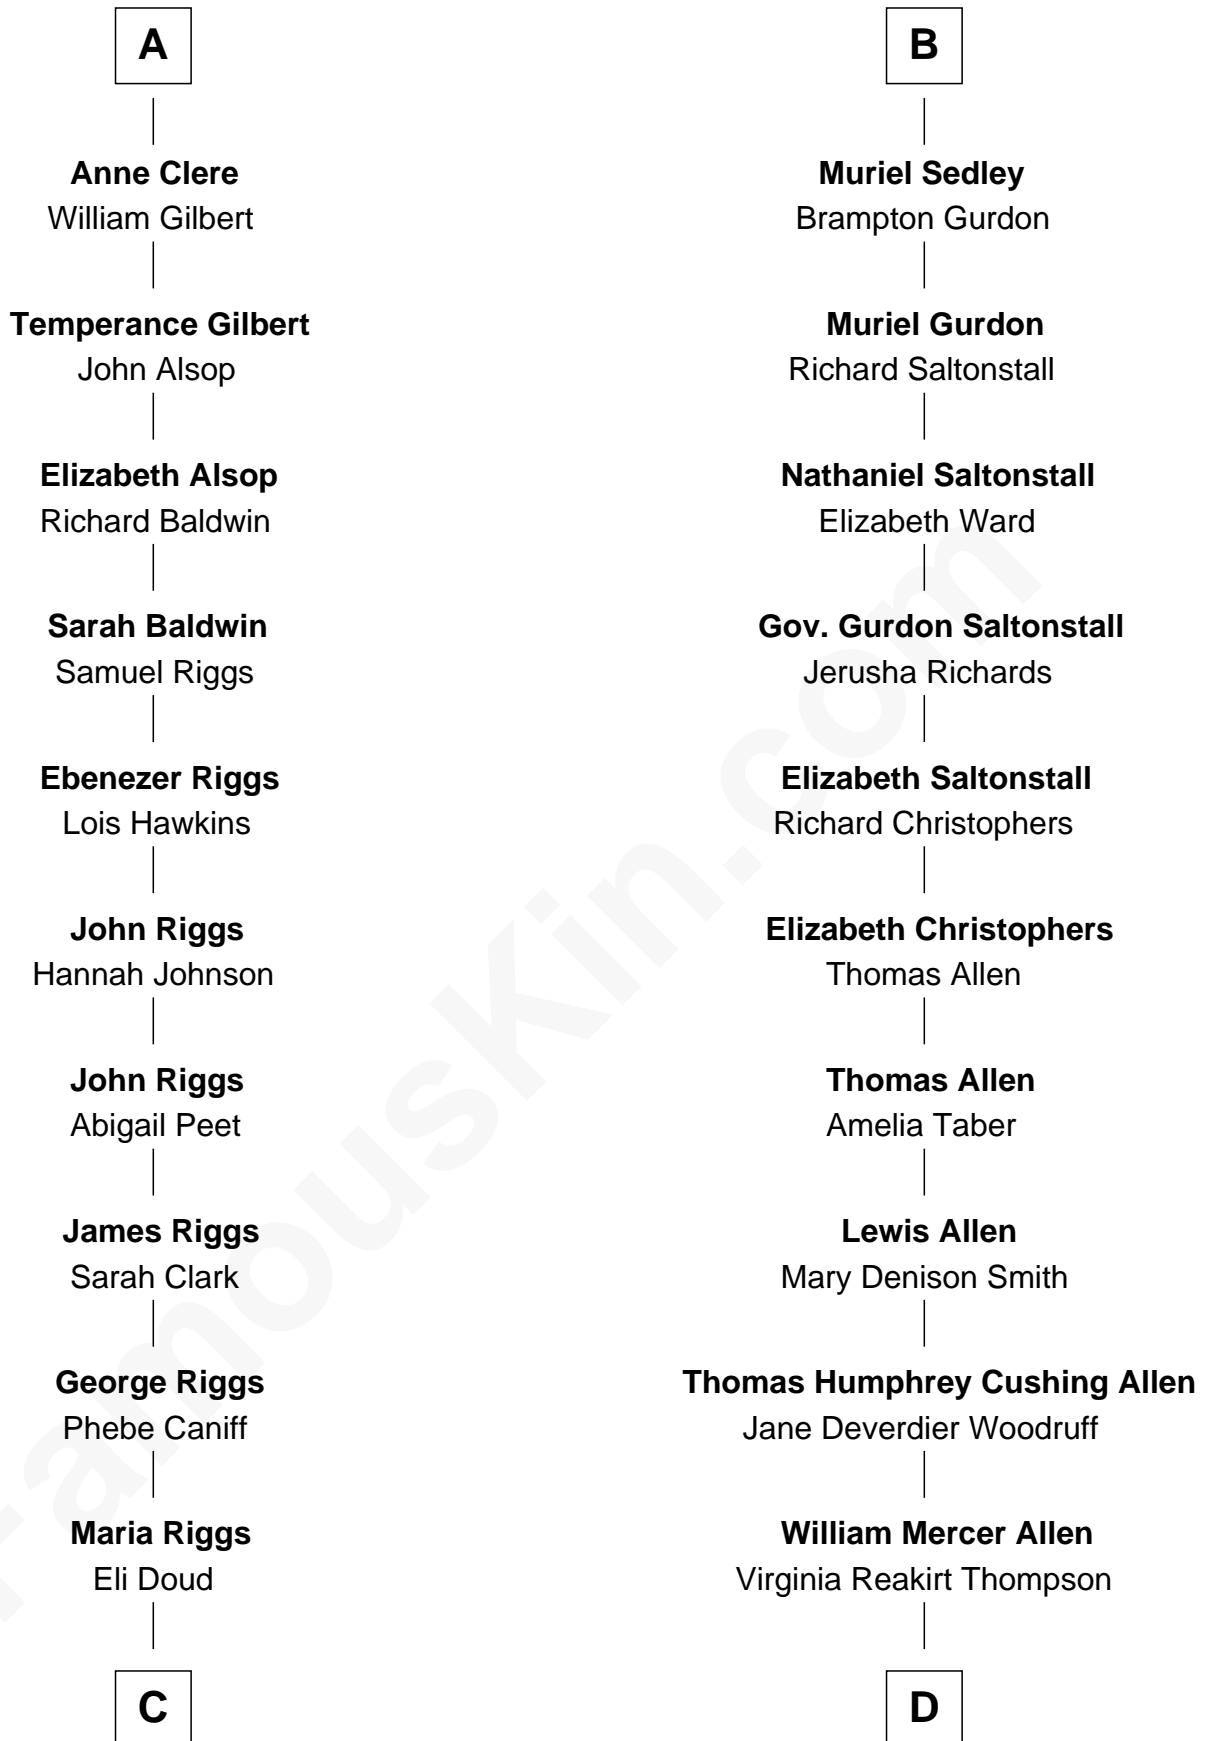 A
Anne Clere
William Gilbert
Temperance Gilbert
John Alsop
Elizabeth Alsop
Richard Baldwin
Sarah Baldwin
Samuel Riggs
Ebenezer Riggs
Lois Hawkins
John Riggs
Hannah Johnson
John Riggs
Abigail Peet
James Riggs
Sarah Clark
George Riggs
Phebe Caniff
Maria Riggs
Eli Doud
C
B
Muriel Sedley
Brampton Gurdon
Muriel Gurdon
Richard Saltonstall
Nathaniel Saltonstall
Elizabeth Ward
Gov. Gurdon Saltonstall
Jerusha Richards
Elizabeth Saltonstall
Richard Christophers
Elizabeth Christophers
Thomas Allen
Thomas Allen
Amelia Taber
Lewis Allen
Mary Denison Smith
Thomas Humphrey Cushing Allen
Jane Deverdier Woodruff
William Mercer Allen
Virginia Reakirt Thompson
D
FamousKin.com